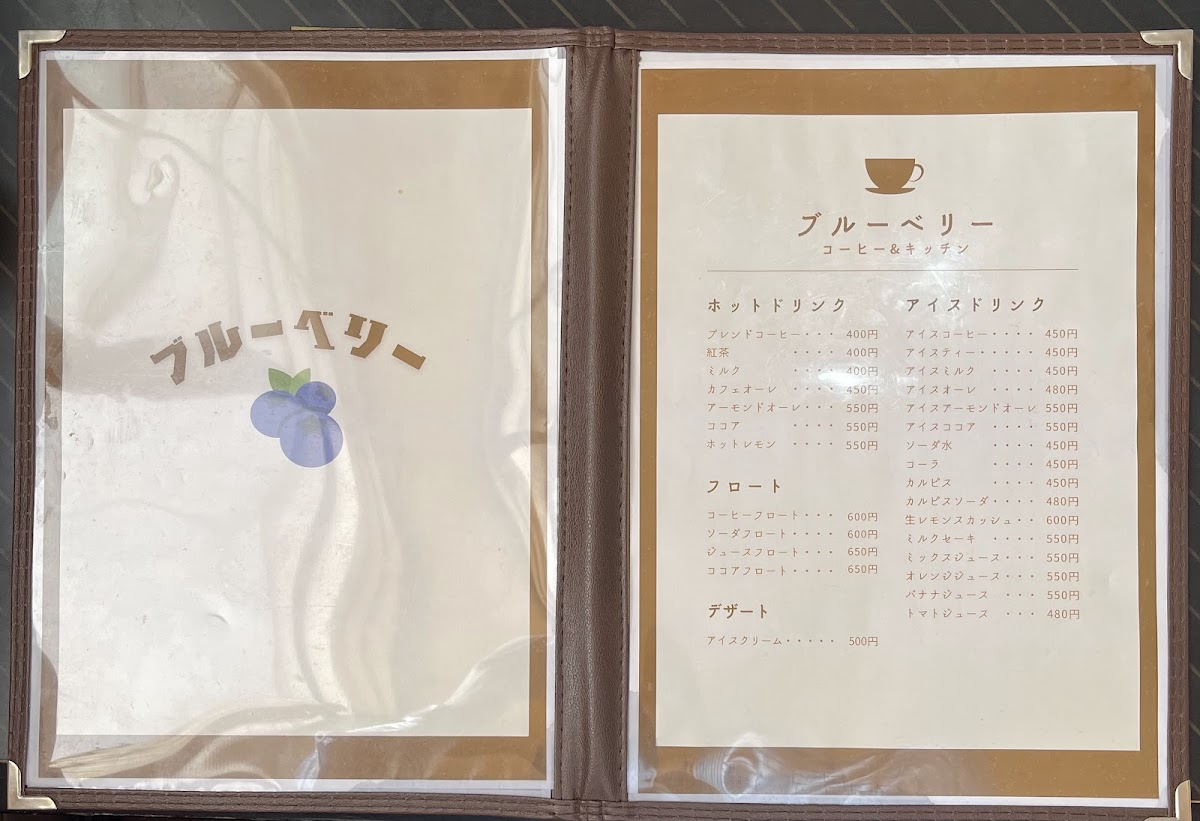 ブルーベリー
ブルーベリー
コーヒー&キッチン
ホットドリンク
ブレンドコーヒー・・・ 400円
紅茶 ・・・・ 400円
ミルク ・・・・ 400円
カフェオーレ ・・・・ 450円
アーモンドオーレ・・・ 550円
ココア ・・・・ 550円
ホットレモン ・・・・ 550円
フロート
コーヒーフロート・・・ 600円
ソーダフロート・・・・ 600円
ジュースフロート・・・ 650円
ココアフロート・・・・ 650円
デザート
アイスクリーム・・・・・ 500円
アイスドリンク
アイスコーヒー・・・・ 450円
アイスティー・・・・・ 450円
アイスミルク ・・・・ 450円
アイスオーレ ・・・・ 480円
アイスアーモンドオーレ 550円
アイスココア ・・・・ 550円
ソーダ水 ・・・・ 450円
コーラ ・・・・ 450円
カルピス ・・・・ 450円
カルピスソーダ・・・・ 480円
生レモンスカッシュ・・ 600円
ミルクセーキ ・・・・ 550円
ミックスジュース・・・ 550円
オレンジジュース・・・ 550円
バナナジュース ・・・ 550円
トマトジュース ・・・ 480円